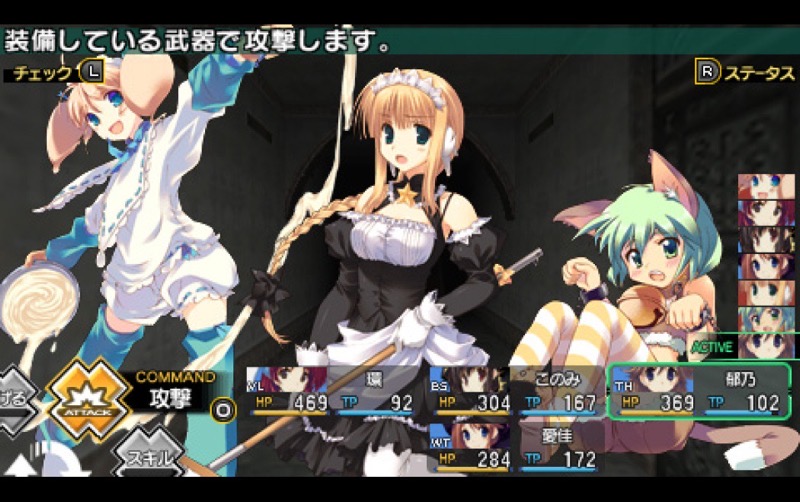 装備している武器で攻撃します。
チェック L
R ステータス
ACTIVE
げる
ATTACK
COMMAND
攻撃
スキル
WL 環
HP 469 TP 92
BS このみ
HP 304 TP 167
TH 郁乃
HP 369 TP 102
WT 愛佳
HP 284 TP 172